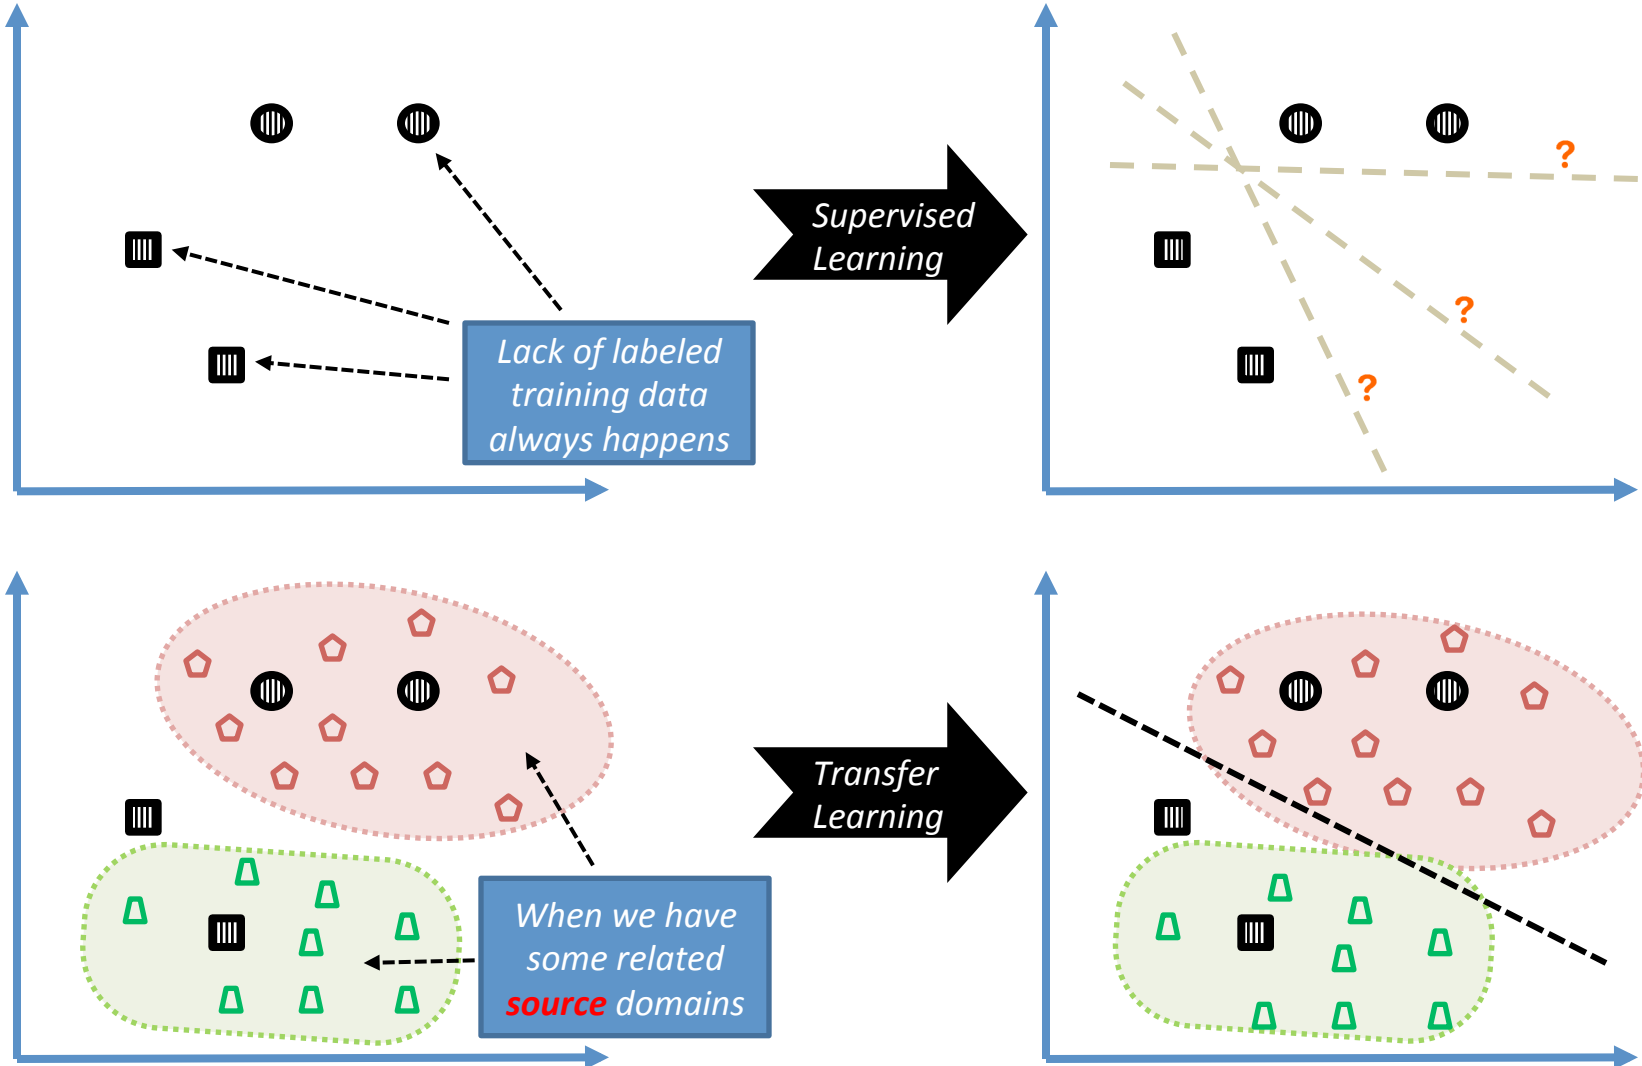 Supervised
Learning
?
?
?
Lack of labeled
training data
always happens
Transfer
Learning
When we have
some related
source domains